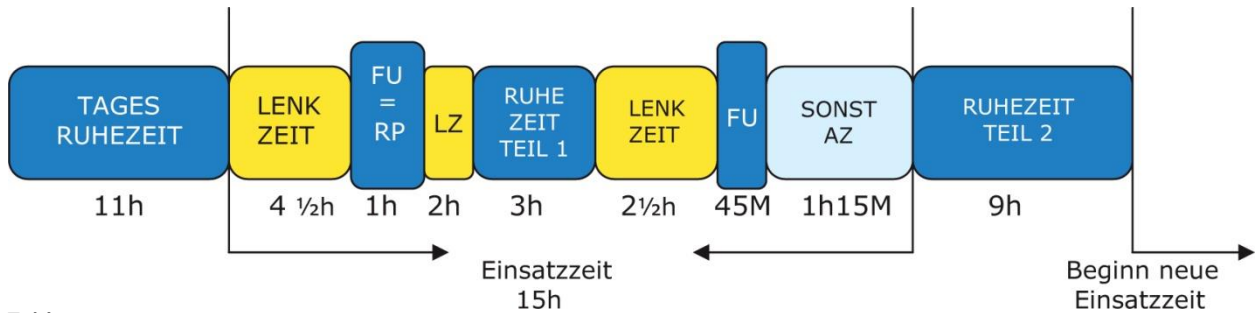 TAGES
RUHEZEIT
LENK
ZEIT
FU
=
RP
LZ
RUHE
ZEIT
TEIL 1
LENK
ZEIT
FU
SONST
AZ
RUHEZEIT
TEIL 2
11h
4 ½h
1h
2h
3h
2½h
45M
1h15M
9h
Einsatzzeit
15h
Beginn neue
Einsatzzeit